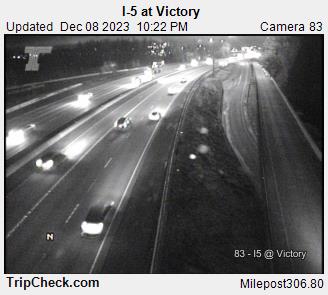 I-5 at Victory
Updated Dec 08 2023 10:22 PM Camera 83
T
N
83 - I5 @ Victory
TripCheck.com Milepost306.80